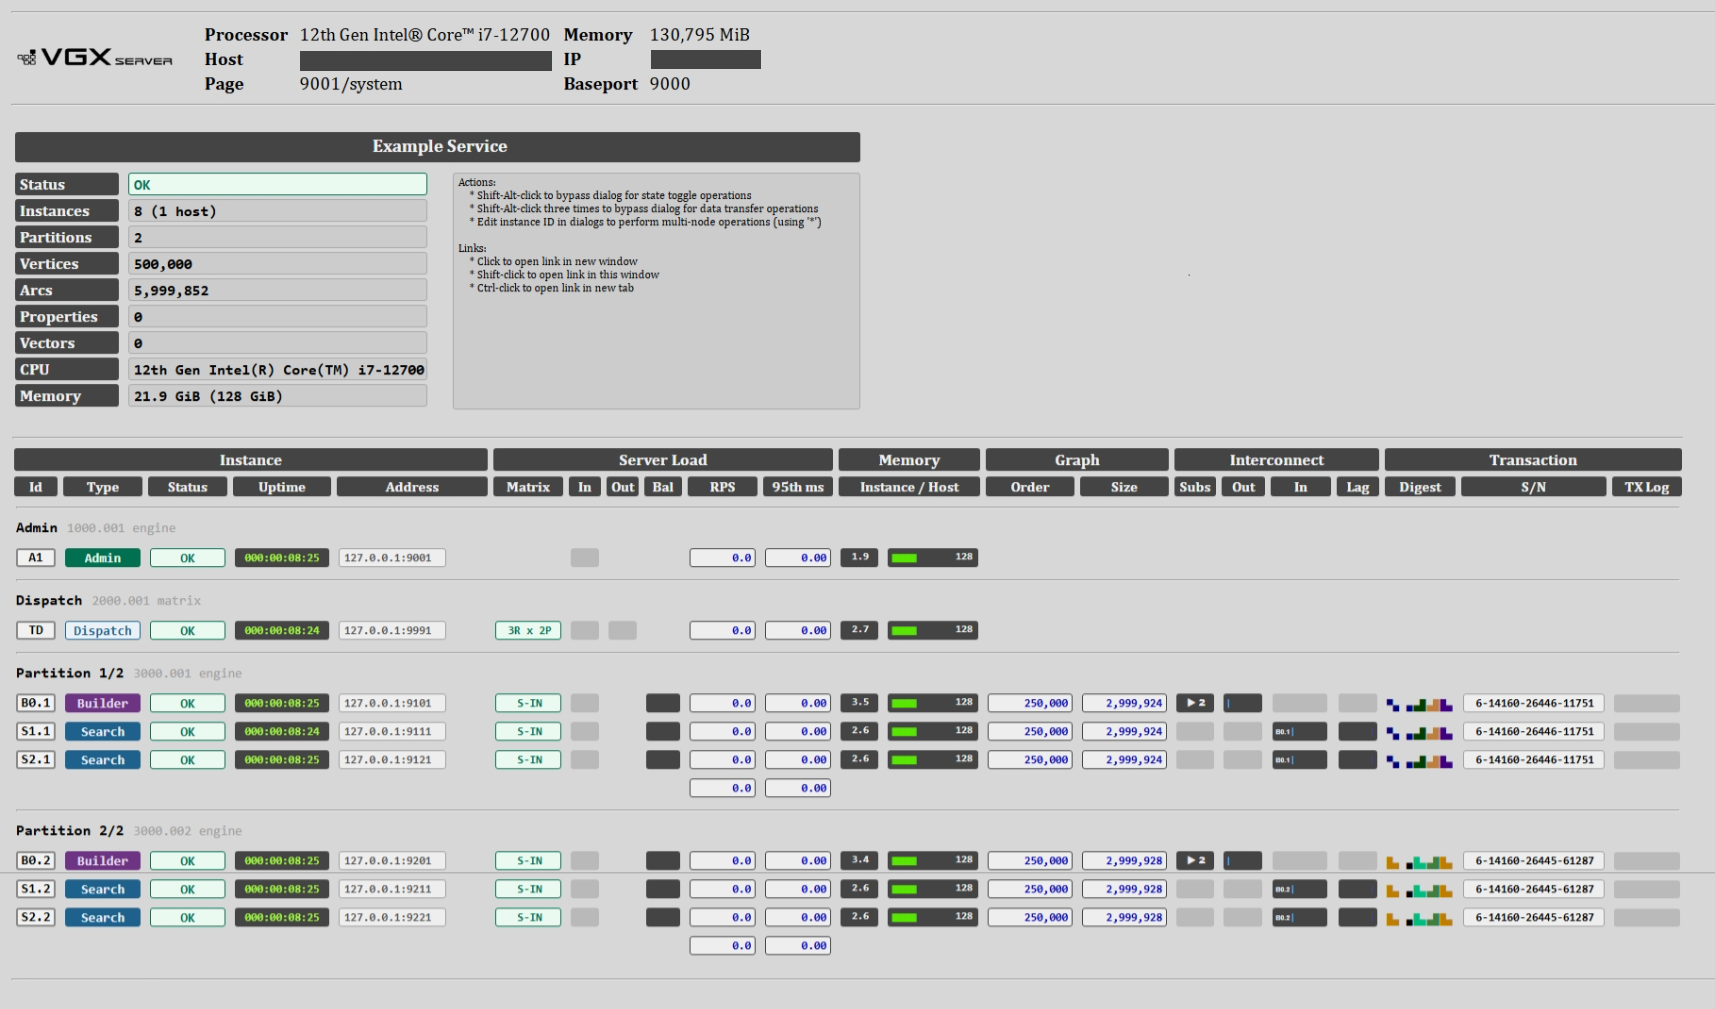 VGX SERVER
Processor 12th Gen Intel® Core™ i7-12700 Memory 130,795 MiB
Host IP
Page 9001/system Baseport 9000
Example Service
Status OK
Instances 8 (1 host)
Partitions 2
Vertices 500,000
Arcs 5,999,852
Properties 0
Vectors 0
CPU 12th Gen Intel(R) Core(TM) i7-12700
Memory 21.9 GiB (128 GiB)
Actions:
* Shift-Alt-click to bypass dialog for state toggle operations
* Shift-Alt-click three times to bypass dialog for data transfer operations
* Edit instance ID in dialogs to perform multi-node operations (using '*')
Links:
* Click to open link in new window
* Shift-click to open link in this window
* Ctrl-click to open link in new tab
Instance Server Load Memory Graph Interconnect Transaction
Id Type Status Uptime Address Matrix In Out Bal RPS 95th ms Instance / Host Order Size Subs Out In Lag Digest S/N TX Log
Admin 1000.001 engine
A1 Admin OK 000:00:08:25 127.0.0.1:9001 0.0 0.00 1.9 128
Dispatch 2000.001 matrix
TD Dispatch OK 000:00:08:24 127.0.0.1:9991 3R x 2P 0.0 0.00 2.7 128
Partition 1/2 3000.001 engine
B0.1 Builder OK 000:00:08:25 127.0.0.1:9101 S-IN 0.0 0.00 3.5 128 250,000 2,999,924 ▶ 2 6-14160-26446-11751
S1.1 Search OK 000:00:08:24 127.0.0.1:9111 S-IN 0.0 0.00 2.6 128 250,000 2,999,924 B0.1 6-14160-26446-11751
S2.1 Search OK 000:00:08:25 127.0.0.1:9121 S-IN 0.0 0.00 2.6 128 250,000 2,999,924 B0.1 6-14160-26446-11751
0.0 0.00
Partition 2/2 3000.002 engine
B0.2 Builder OK 000:00:08:25 127.0.0.1:9201 S-IN 0.0 0.00 3.4 128 250,000 2,999,928 ▶ 2 6-14160-26445-61287
S1.2 Search OK 000:00:08:25 127.0.0.1:9211 S-IN 0.0 0.00 2.6 128 250,000 2,999,928 B0.2 6-14160-26445-61287
S2.2 Search OK 000:00:08:25 127.0.0.1:9221 S-IN 0.0 0.00 2.6 128 250,000 2,999,928 B0.2 6-14160-26445-61287
0.0 0.00